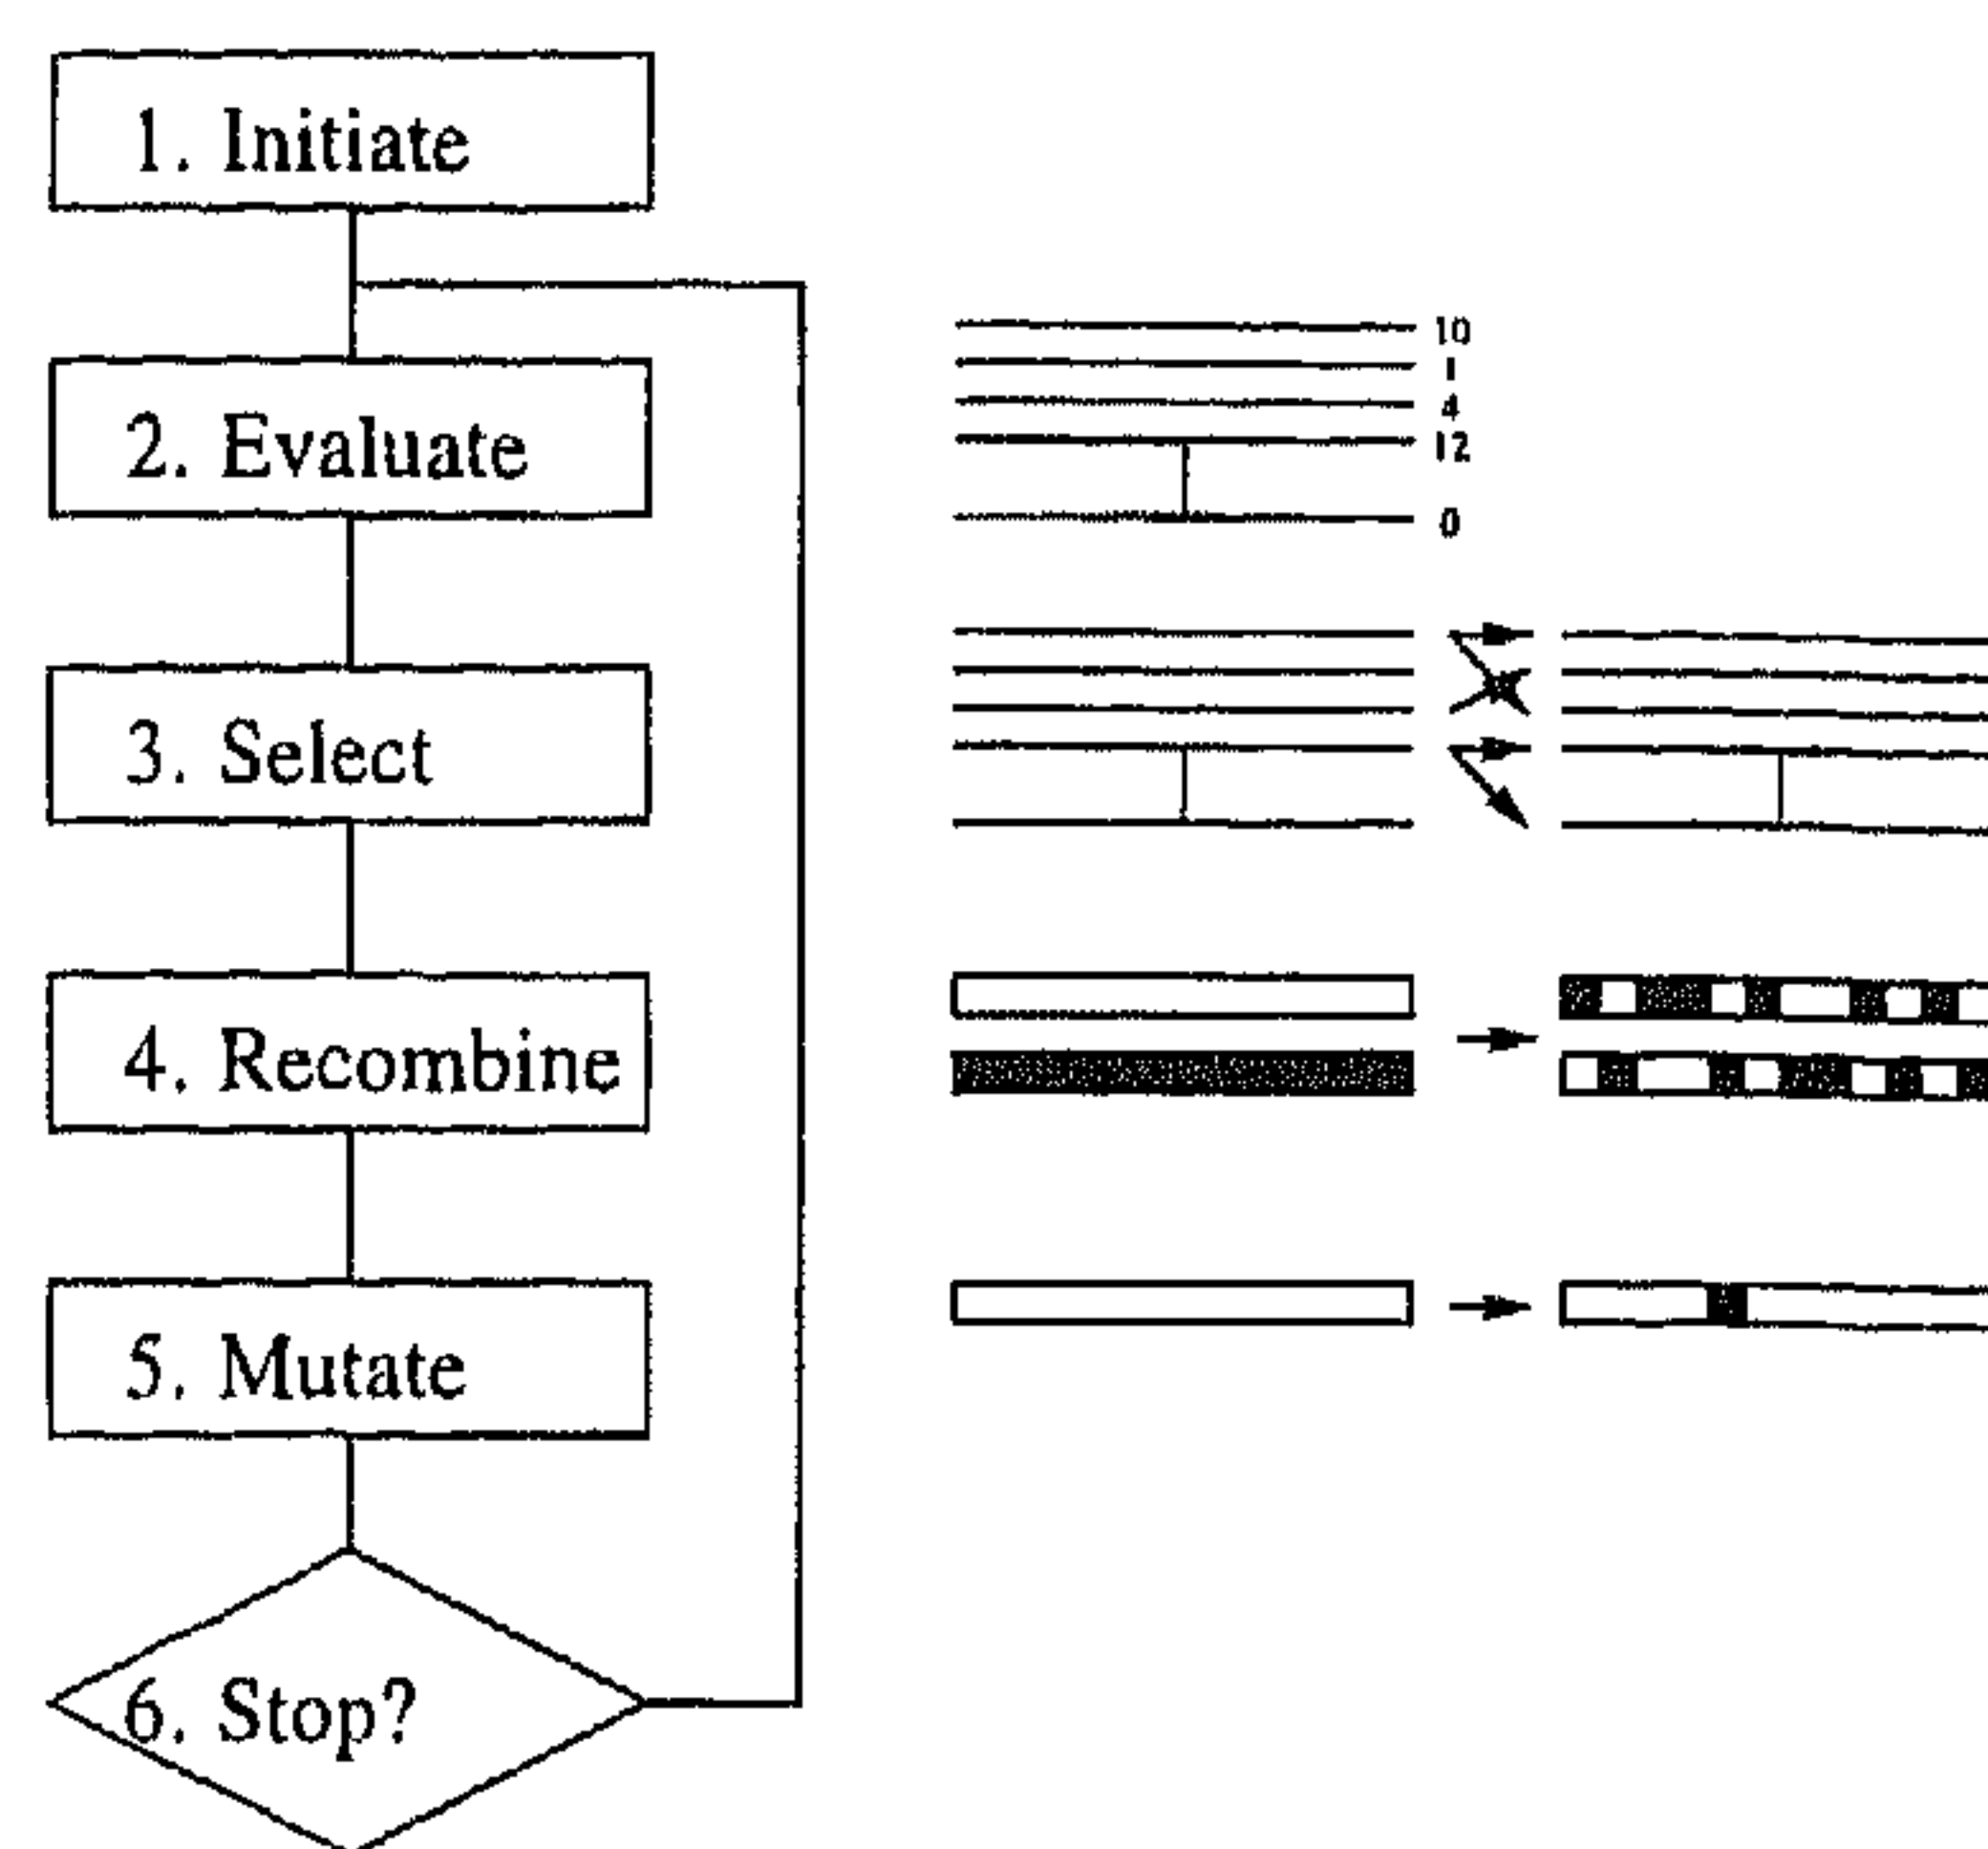 1. Initiate
2. Evaluate
10
1
4
12
0
3. Select
4. Recombine
5. Mutate
6. Stop?